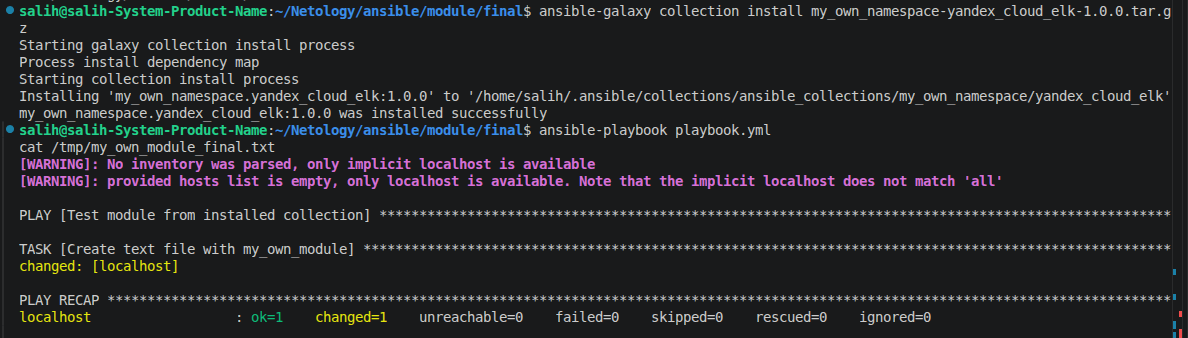 salih@salih-System-Product-Name:~/Netology/ansible/module/final$ ansible-galaxy collection install my_own_namespace-yandex_cloud_elk-1.0.0.tar.g
z
Starting galaxy collection install process
Process install dependency map
Starting collection install process
Installing 'my_own_namespace.yandex_cloud_elk:1.0.0' to '/home/salih/.ansible/collections/ansible_collections/my_own_namespace/yandex_cloud_elk'
my_own_namespace.yandex_cloud_elk:1.0.0 was installed successfully
salih@salih-System-Product-Name:~/Netology/ansible/module/final$ ansible-playbook playbook.yml
cat /tmp/my_own_module_final.txt
[WARNING]: No inventory was parsed, only implicit localhost is available
[WARNING]: provided hosts list is empty, only localhost is available. Note that the implicit localhost does not match 'all'
PLAY [Test module from installed collection] ***************************************************************************************************
TASK [Create text file with my_own_module] *****************************************************************************************************
changed: [localhost]
PLAY RECAP *************************************************************************************************************************************
localhost                  : ok=1    changed=1    unreachable=0    failed=0    skipped=0    rescued=0    ignored=0